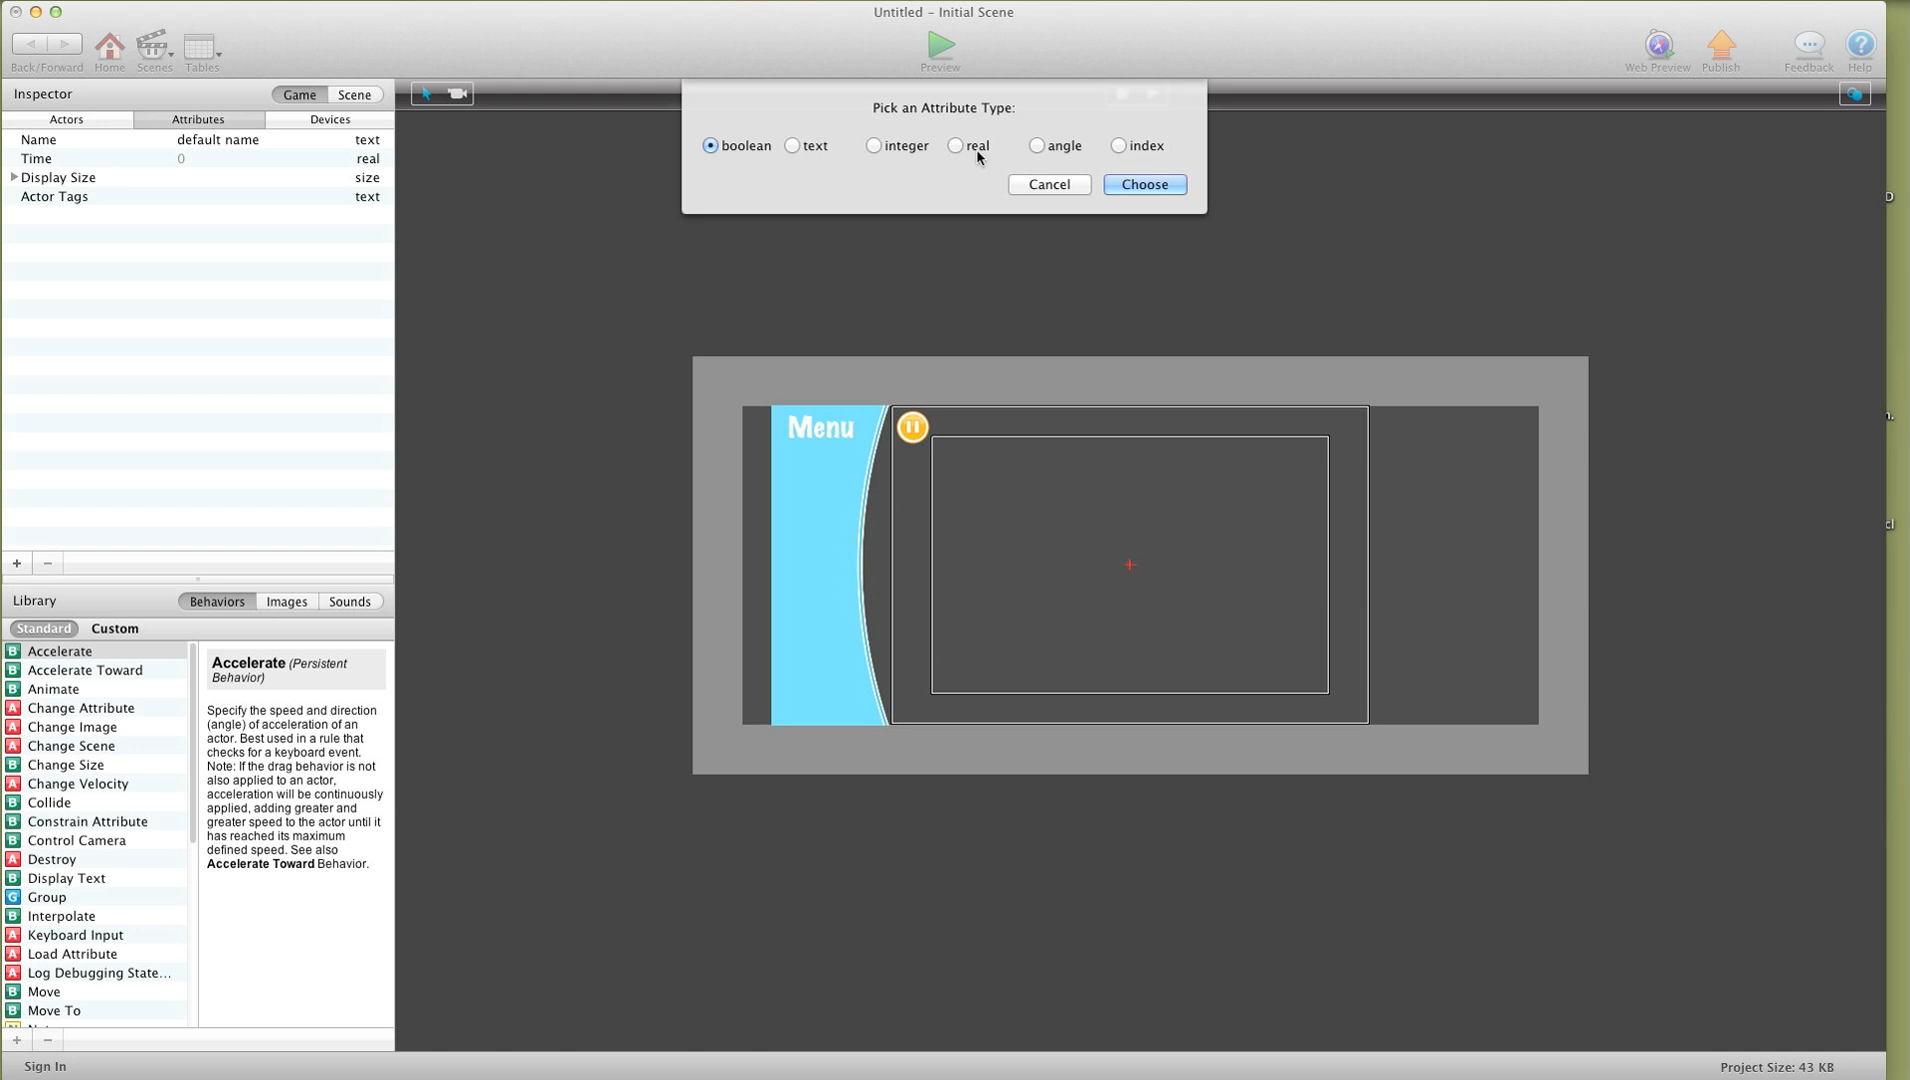 Untitled – Initial Scene
Back/Forward
Home
Scenes
Tables
Preview
Web Preview
Publish
Feedback
Help
Inspector
Game
Scene
Actors
Attributes
Devices
Name default name text
Time 0 real
Display Size size
Actor Tags text
Pick an Attribute Type:
boolean
text
integer
real
angle
index
Cancel
Choose
Menu
+ −
Library
Behaviors
Images
Sounds
Standard
Custom
B Accelerate
B Accelerate Toward
B Animate
A Change Attribute
A Change Image
A Change Scene
B Change Size
A Change Velocity
B Collide
B Constrain Attribute
B Control Camera
A Destroy
B Display Text
G Group
B Interpolate
A Keyboard Input
A Load Attribute
A Log Debugging State...
B Move
B Move To
Accelerate (Persistent
Behavior)
Specify the speed and direction
(angle) of acceleration of an
actor. Best used in a rule that
checks for a keyboard event.
Note: If the drag behavior is not
also applied to an actor,
acceleration will be continuously
applied, adding greater and
greater speed to the actor until it
has reached its maximum
defined speed. See also
Accelerate Toward Behavior.
+ −
Sign In
Project Size: 43 KB